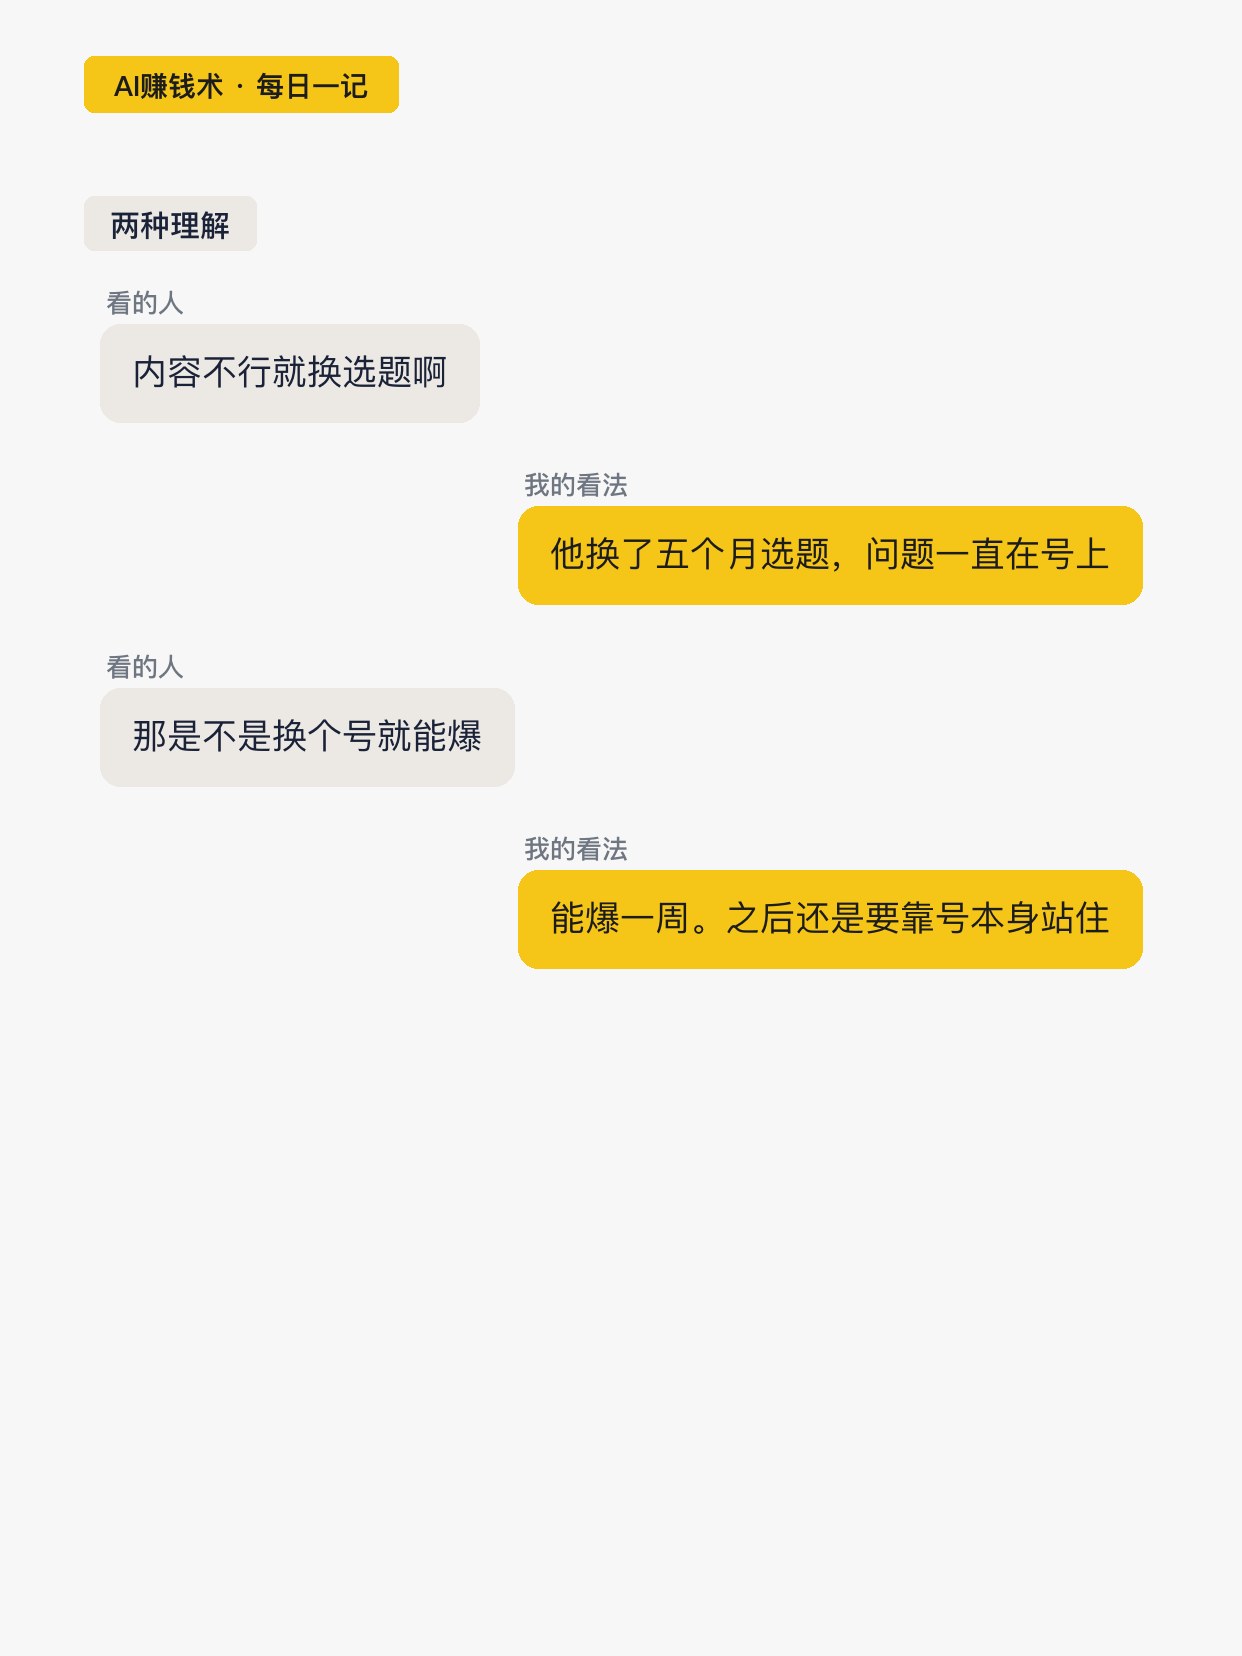 AI赚钱术 · 每日一记
两种理解
看的人
内容不行就换选题啊
我的看法
他换了五个月选题，问题一直在号上
看的人
那是不是换个号就能爆
我的看法
能爆一周。之后还是要靠号本身站住